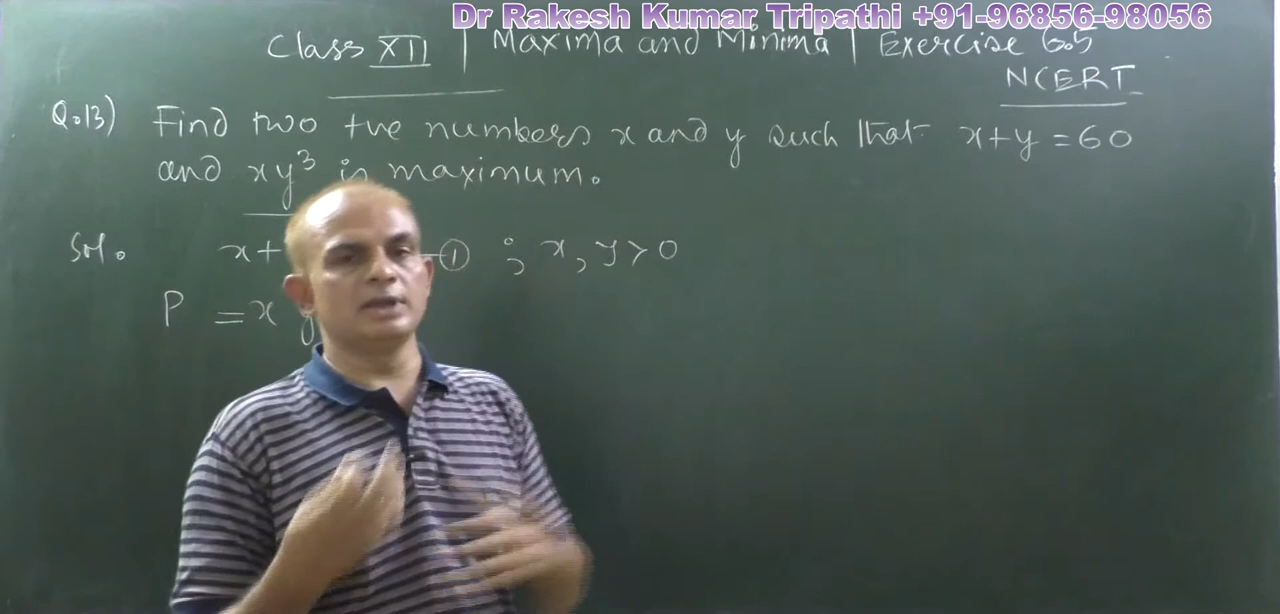 Dr Rakesh Kumar Tripathi +91-96856-98056
Class XII | Maxima and Minima | Exercise 6.5
NCERT
Q.13) Find two +ve numbers x and y such that x+y=60
and xy³ is maximum.
Sol. x+ — ① ; x, y > 0
P = x y